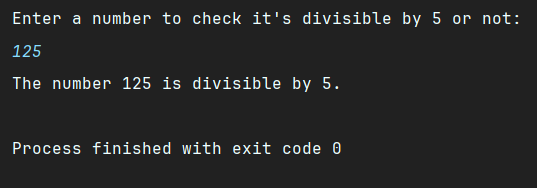 Enter a number to check it's divisible by 5 or not:
125
The number 125 is divisible by 5.
Process finished with exit code 0